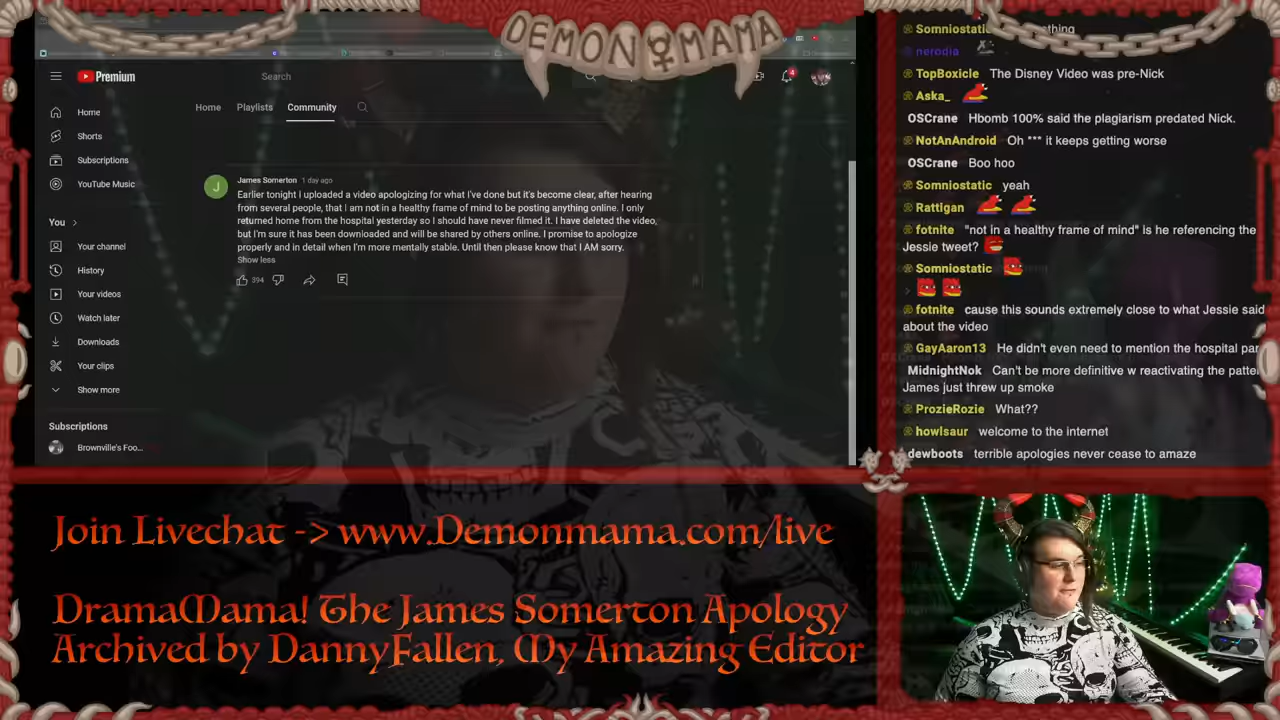 DEMON MAMA
Premium
Search
Home
Shorts
Subscriptions
YouTube Music
You
Your channel
History
Your videos
Watch later
Downloads
Your clips
Show more
Subscriptions
Brownville's Foo...
Home Playlists Community
J
James Somerton 1 day ago
Earlier tonight I uploaded a video apologizing for what I've done but it's become clear, after hearing
from several people, that I am not in a healthy frame of mind to be posting anything online. I only
returned home from the hospital yesterday so I should have never filmed it. I have deleted the video,
but I'm sure it has been downloaded and will be shared by others online. I promise to apologize
properly and in detail when I'm more mentally stable. Until then please know that I AM sorry.
Show less
394
4
Somniostatic
nerodia
TopBoxicle The Disney Video was pre-Nick
Aska_
OSCrane Hbomb 100% said the plagiarism predated Nick.
NotAnAndroid Oh *** it keeps getting worse
OSCrane Boo hoo
Somniostatic yeah
Rattigan
fotnite "not in a healthy frame of mind" is he referencing the
Jessie tweet?
Somniostatic
fotnite cause this sounds extremely close to what Jessie said
about the video
GayAaron13 He didn't even need to mention the hospital par
MidnightNok Can't be more definitive w reactivating the patte
James just threw up smoke
ProzieRozie What??
howlsaur welcome to the internet
dewboots terrible apologies never cease to amaze
Join Livechat -> www.Demonmama.com/live
DramaMama! The James Somerton Apology
Archived by DannyFallen, My Amazing Editor